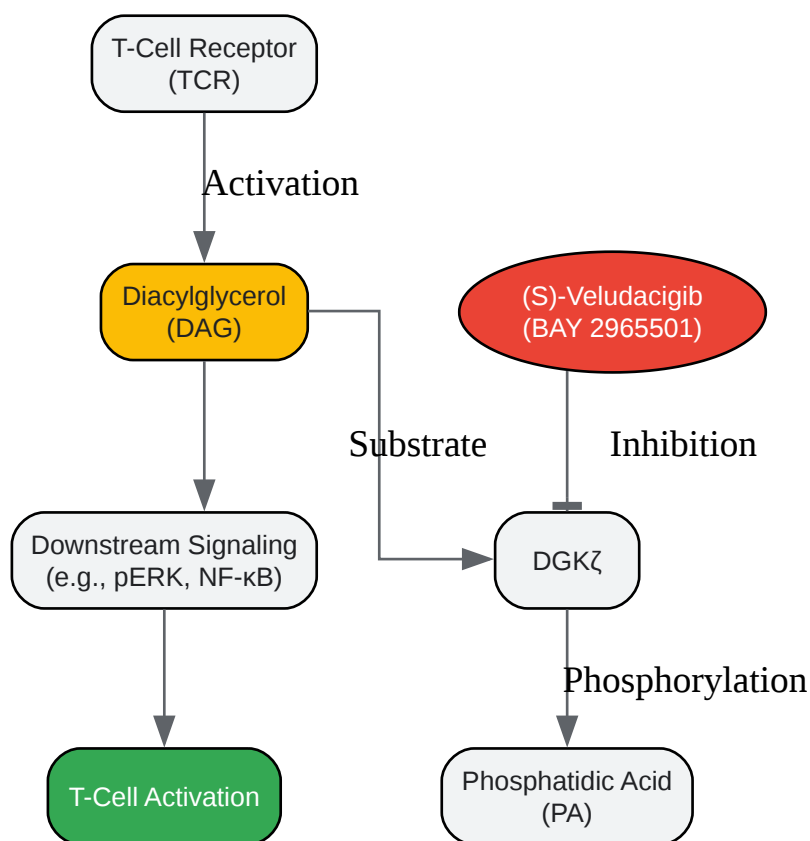 T-Cell Receptor
(TCR)
Activation
Diacylglycerol
(DAG)
(S)-Veludacigib
(BAY 2965501)
Substrate
Inhibition
Downstream Signaling
(e.g., pERK, NF-κB)
DGKζ
Phosphorylation
T-Cell Activation
Phosphatidic Acid
(PA)